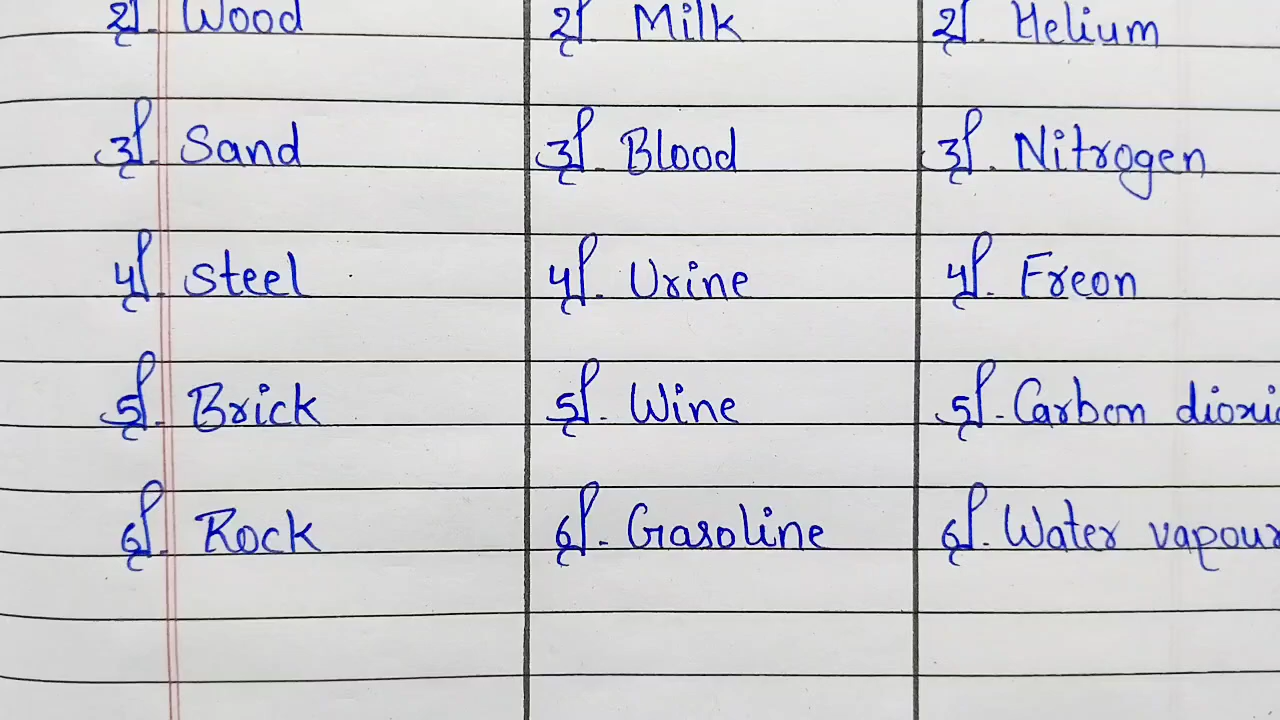 2. Wood 2. Milk 2. Helium
3. Sand 3. Blood 3. Nitrogen
4. Steel 4. Urine 4. Freon
5. Brick 5. Wine 5. Carbon dioxi
6. Rock 6. Gasoline 6. Water vapour